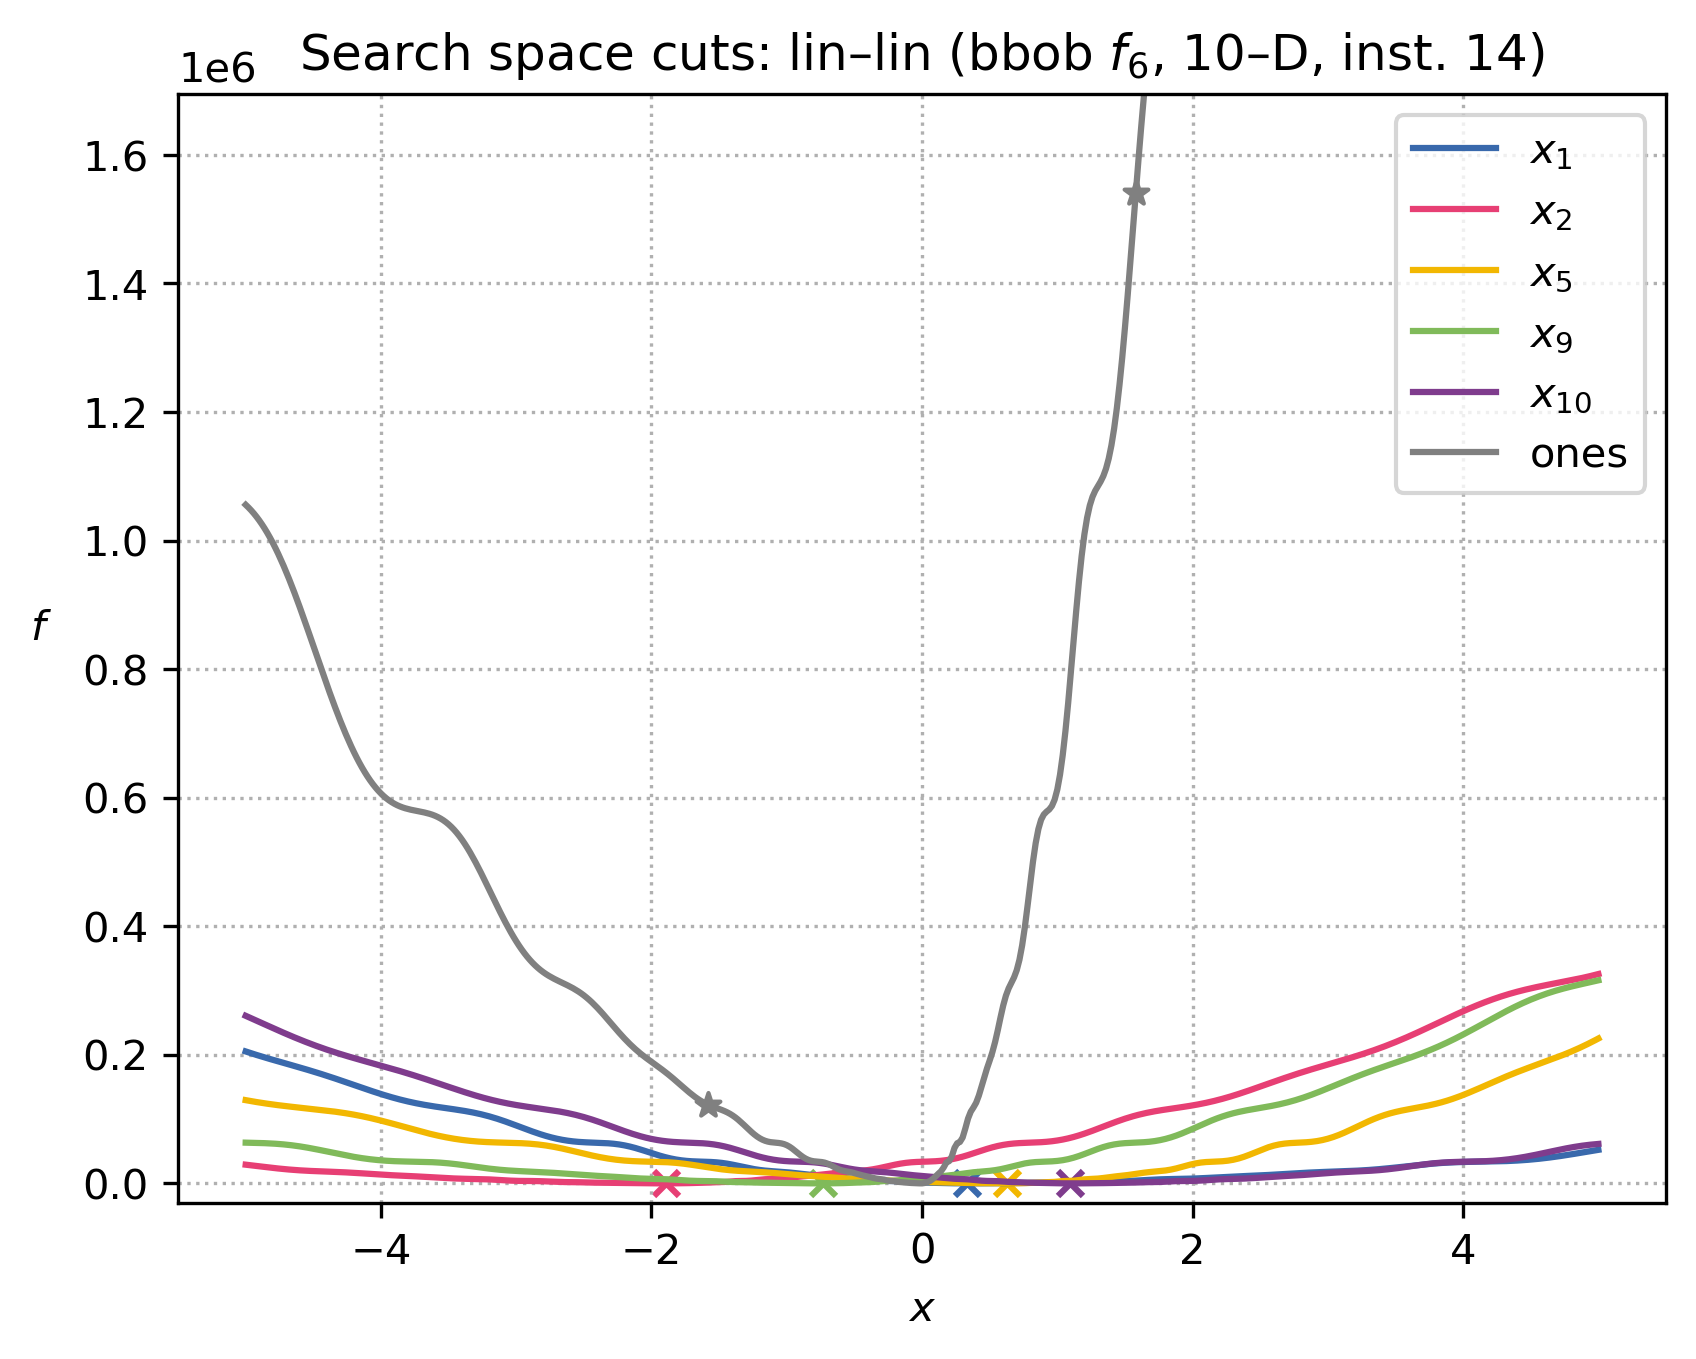 Search space cuts: lin–lin (bbob f₆, 10–D, inst. 14)
1e6
1.6
1.4
1.2
1.0
0.8
0.6
0.4
0.2
0.0
f
−4
−2
0
2
4
x
x₁
x₂
x₅
x₉
x₁₀
ones